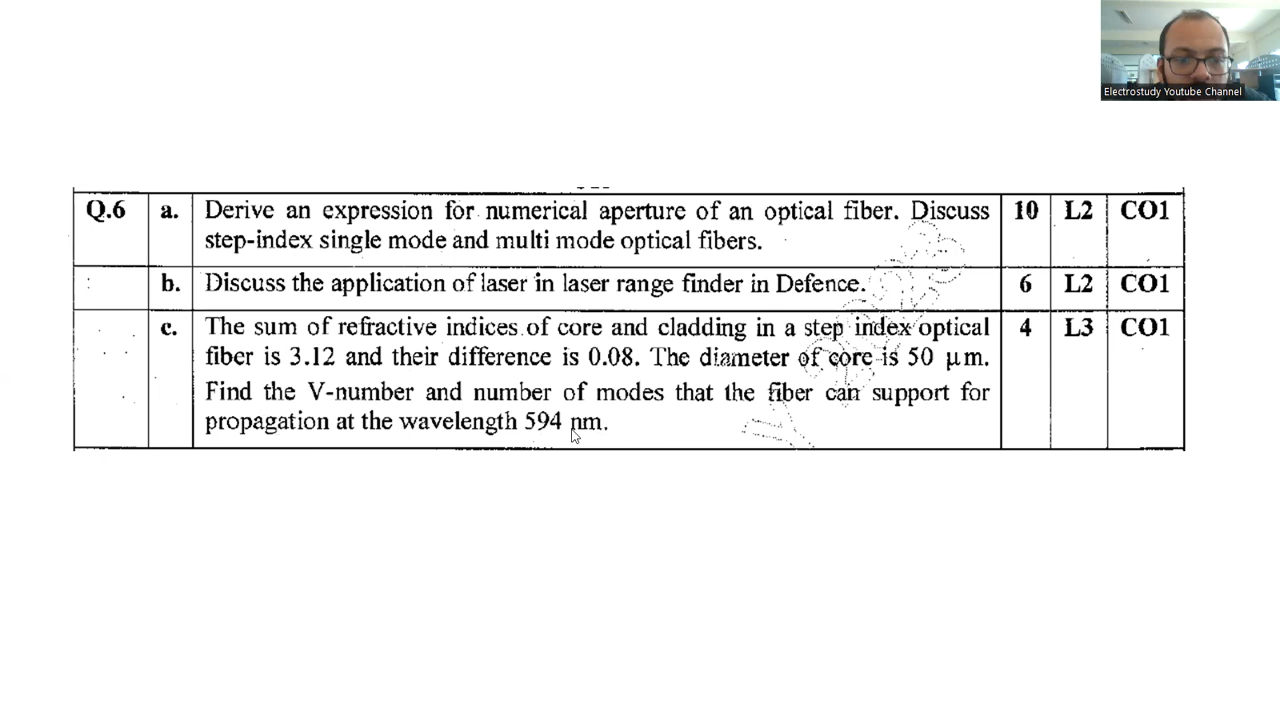 Electrostudy Youtube Channel
Q.6 a. Derive an expression for numerical aperture of an optical fiber. Discuss 10 L2 CO1
step-index single mode and multi mode optical fibers.
b. Discuss the application of laser in laser range finder in Defence. 6 L2 CO1
c. The sum of refractive indices of core and cladding in a step index optical 4 L3 CO1
fiber is 3.12 and their difference is 0.08. The diameter of core is 50 μm.
Find the V-number and number of modes that the fiber can support for
propagation at the wavelength 594 nm.